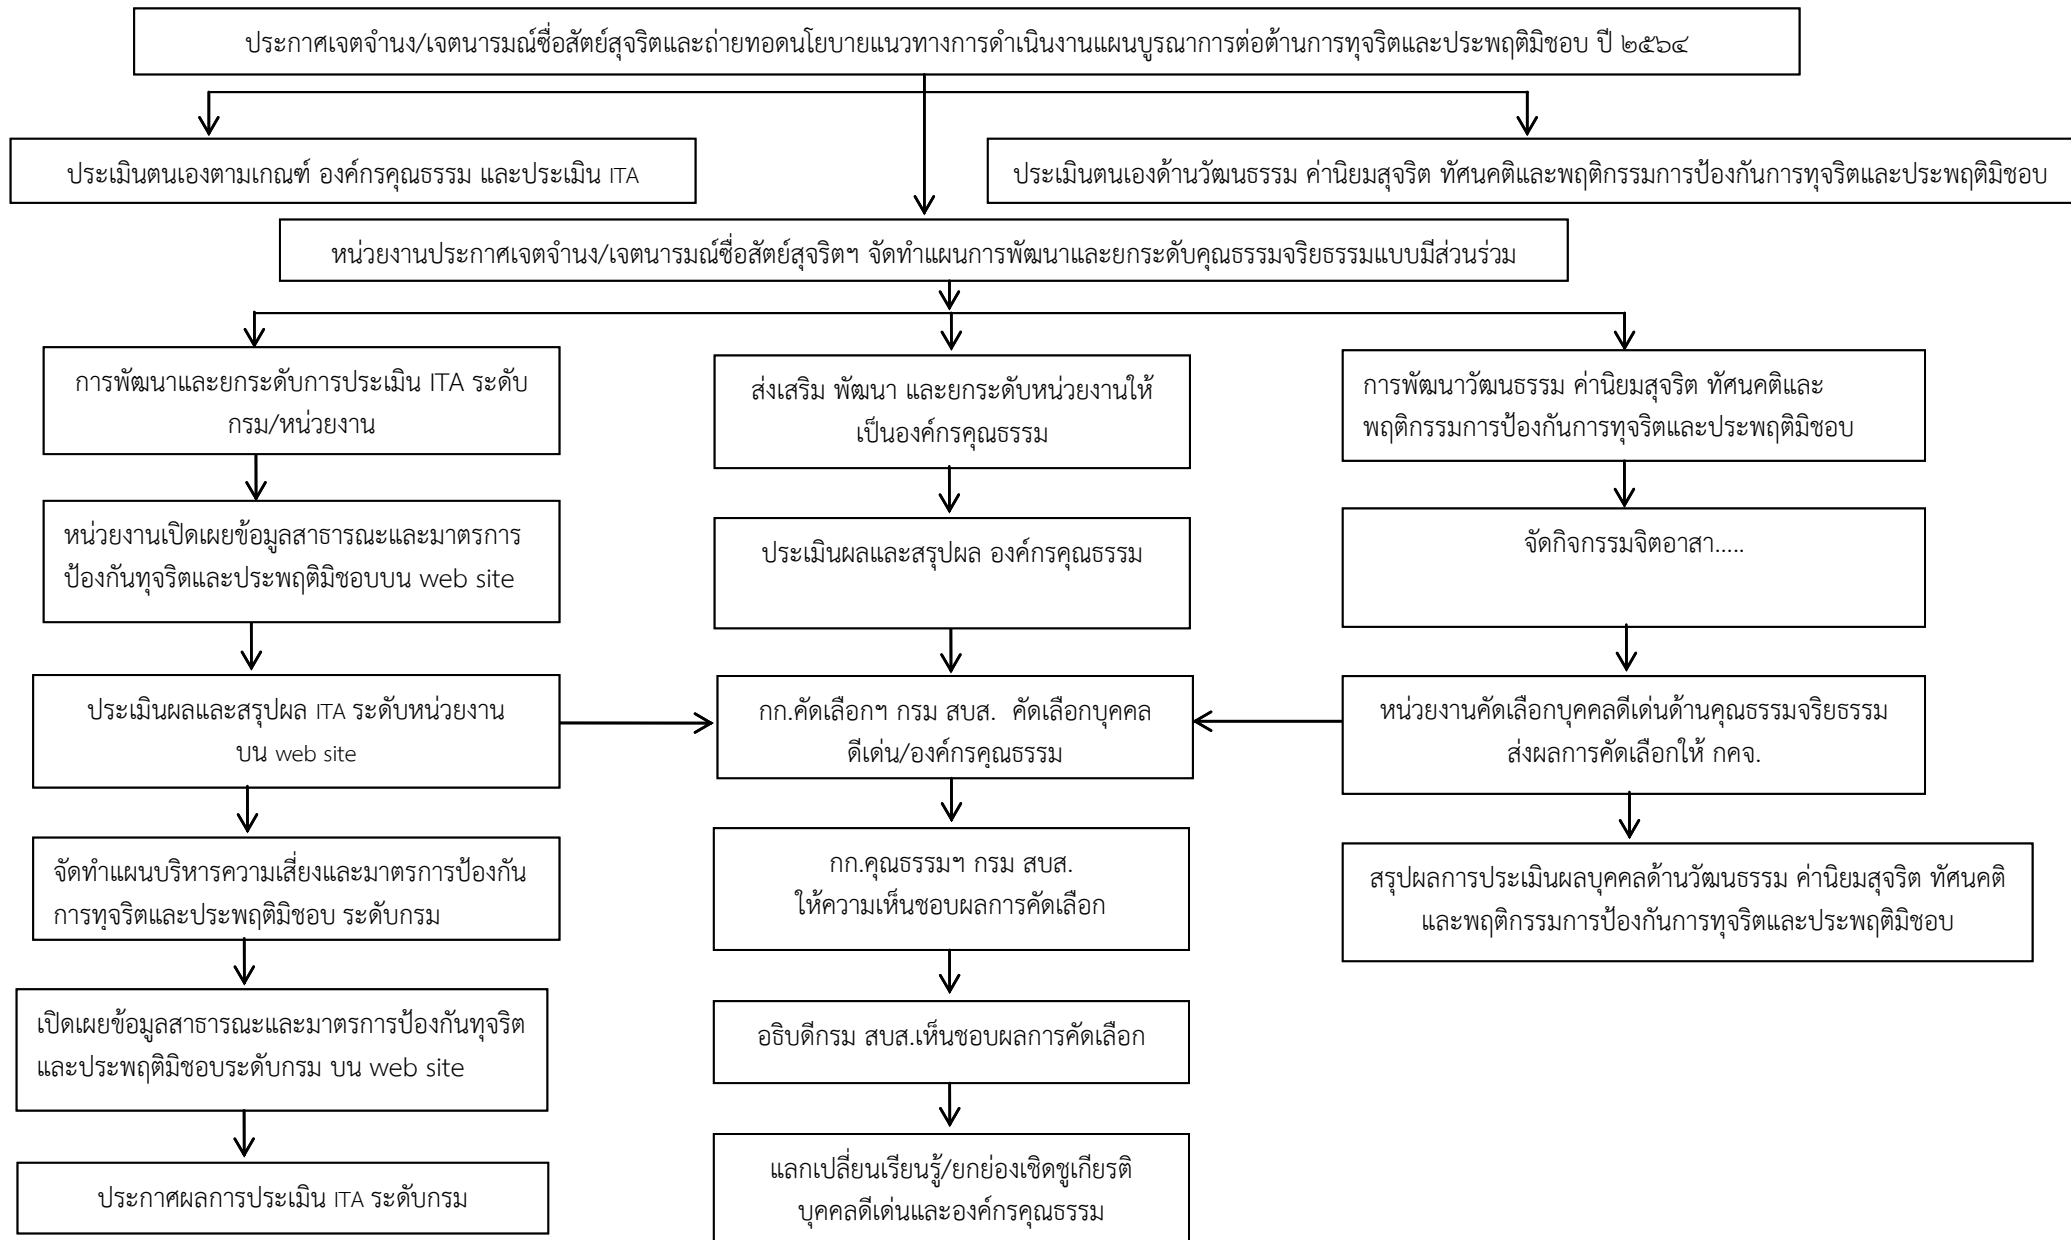 ประกาศเจตจำนง/เจตนารมณ์ซื่อสัตย์สุจริตและถ่ายทอดนโยบายแนวทางการดำเนินงานแผนบูรณาการต่อต้านการทุจริตและประพฤติมิชอบ ปี ๒๕๖๔
ประเมินตนเองตามเกณฑ์ องค์กรคุณธรรม และประเมิน ITA
ประเมินตนเองด้านวัฒนธรรม ค่านิยมสุจริต ทัศนคติและพฤติกรรมการป้องกันการทุจริตและประพฤติมิชอบ
หน่วยงานประกาศเจตจำนง/เจตนารมณ์ซื่อสัตย์สุจริตฯ จัดทำแผนการพัฒนาและยกระดับคุณธรรมจริยธรรมแบบมีส่วนร่วม
การพัฒนาและยกระดับการประเมิน ITA ระดับ
กรม/หน่วยงาน
ส่งเสริม พัฒนา และยกระดับหน่วยงานให้
เป็นองค์กรคุณธรรม
การพัฒนาวัฒนธรรม ค่านิยมสุจริต ทัศนคติและ
พฤติกรรมการป้องกันการทุจริตและประพฤติมิชอบ
หน่วยงานเปิดเผยข้อมูลสาธารณะและมาตรการ
ป้องกันทุจริตและประพฤติมิชอบบน web site
ประเมินผลและสรุปผล องค์กรคุณธรรม
จัดกิจกรรมจิตอาสา.....
ประเมินผลและสรุปผล ITA ระดับหน่วยงาน
บน web site
กก.คัดเลือกฯ กรม สบส. คัดเลือกบุคคล
ดีเด่น/องค์กรคุณธรรม
หน่วยงานคัดเลือกบุคคลดีเด่นด้านคุณธรรมจริยธรรม
ส่งผลการคัดเลือกให้ กคจ.
จัดทำแผนบริหารความเสี่ยงและมาตรการป้องกัน
การทุจริตและประพฤติมิชอบ ระดับกรม
กก.คุณธรรมฯ กรม สบส.
ให้ความเห็นชอบผลการคัดเลือก
สรุปผลการประเมินผลบุคคลด้านวัฒนธรรม ค่านิยมสุจริต ทัศนคติ
และพฤติกรรมการป้องกันการทุจริตและประพฤติมิชอบ
เปิดเผยข้อมูลสาธารณะและมาตรการป้องกันทุจริต
และประพฤติมิชอบระดับกรม บน web site
อธิบดีกรม สบส.เห็นชอบผลการคัดเลือก
ประกาศผลการประเมิน ITA ระดับกรม
แลกเปลี่ยนเรียนรู้/ยกย่องเชิดชูเกียรติ
บุคคลดีเด่นและองค์กรคุณธรรม